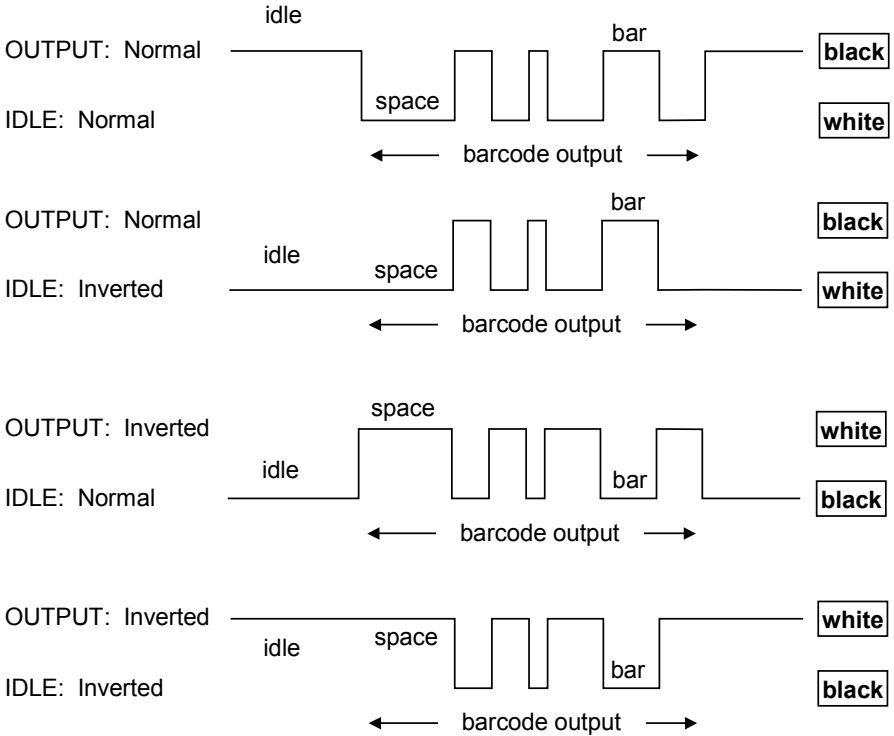 idle
OUTPUT: Normal bar black
space
IDLE: Normal white
barcode output
bar
OUTPUT: Normal black
idle space
IDLE: Inverted white
barcode output
space
OUTPUT: Inverted white
idle bar
IDLE: Normal black
barcode output
OUTPUT: Inverted white
idle space
bar
IDLE: Inverted black
barcode output